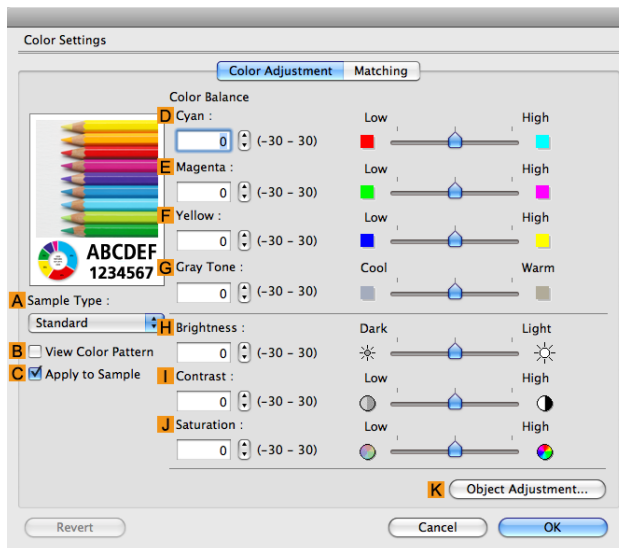 Color Settings
Color Adjustment Matching
Color Balance
D Cyan : Low High
0 (-30 – 30)
E Magenta : Low High
0 (-30 – 30)
F Yellow : Low High
0 (-30 – 30)
ABCDEF
1234567
G Gray Tone : Cool Warm
0 (-30 – 30)
A Sample Type :
Standard
H Brightness : Dark Light
0 (-30 – 30)
B View Color Pattern
C Apply to Sample
I Contrast : Low High
0 (-30 – 30)
J Saturation : Low High
0 (-30 – 30)
K Object Adjustment...
Revert Cancel OK